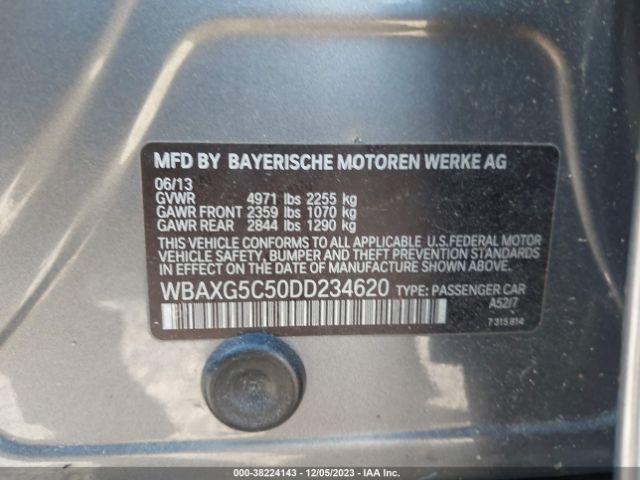 MFD BY BAYERISCHE MOTOREN WERKE AG
06/13
GVWR 4971 lbs 2255 kg
GAWR FRONT 2359 lbs 1070 kg
GAWR REAR 2844 lbs 1290 kg
THIS VEHICLE CONFORMS TO ALL APPLICABLE U.S.FEDERAL MOTOR
VEHICLE SAFETY, BUMPER AND THEFT PREVENTION STANDARDS
IN EFFECT ON THE DATE OF MANUFACTURE SHOWN ABOVE.
WBAXG5C50DD234620 TYPE: PASSENGER CAR
A52/7
7 315 814
000-38224143 - 12/05/2023 - IAA Inc.